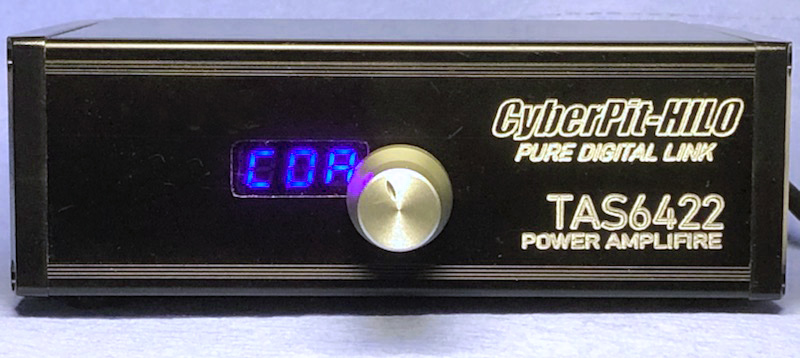 COA
CyberPit-HILO
PURE DIGITAL LINK
TAS6422
POWER AMPLIFIRE